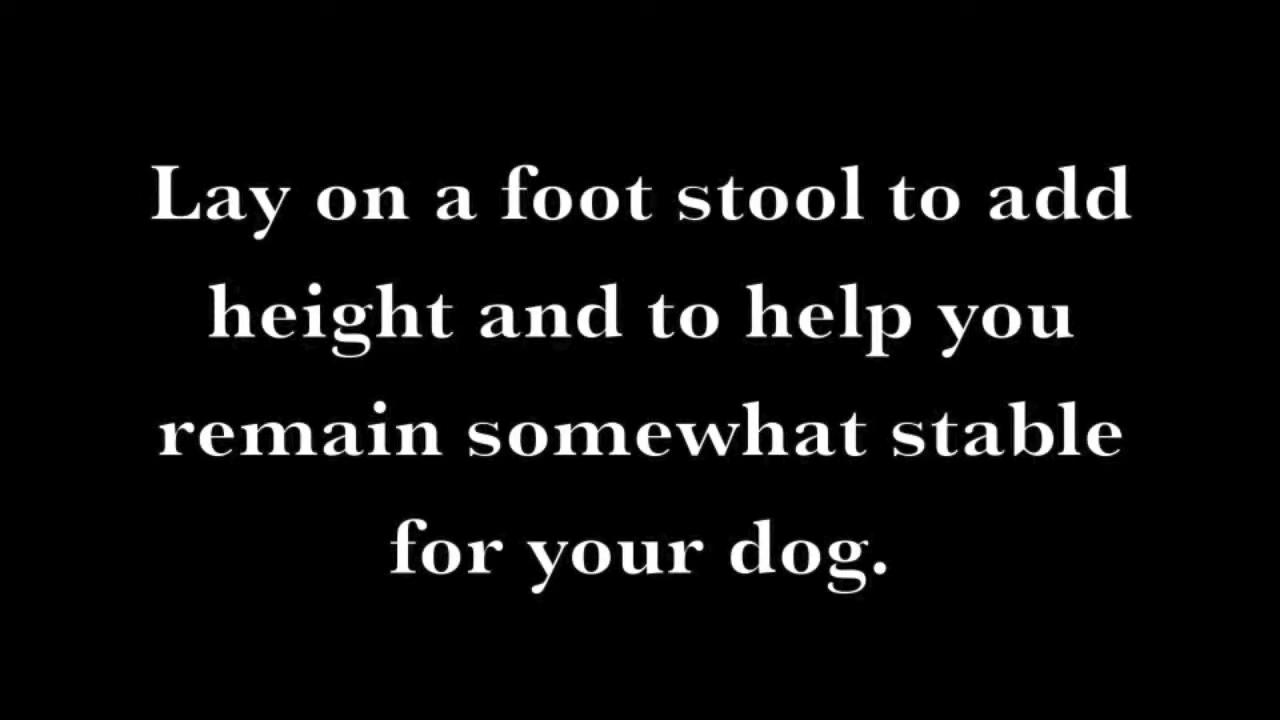 Lay on a foot stool to add
height and to help you
remain somewhat stable
for your dog.